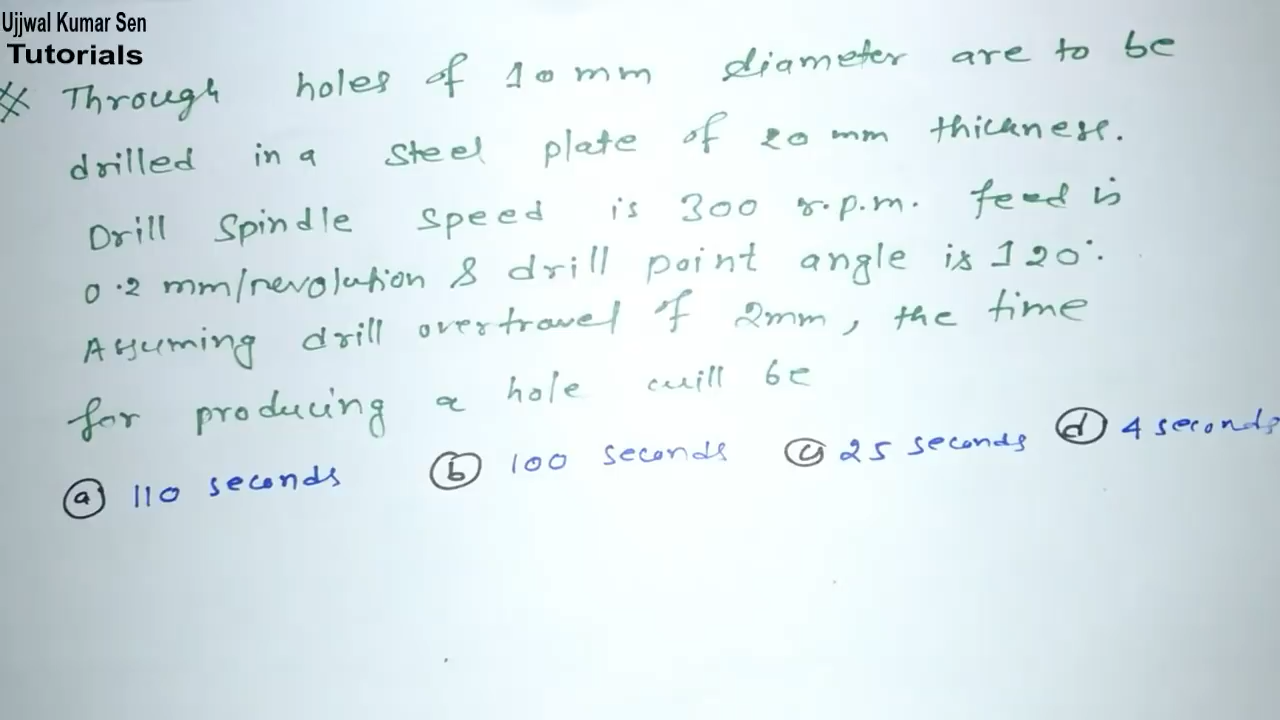 Ujjwal Kumar Sen
Tutorials
Through holes of 10 mm diameter are to be
drilled in a steel plate of 20 mm thickness.
Drill Spindle speed is 300 r.p.m. feed is
0.2 mm/revolution & drill point angle is 120°.
Assuming drill overtravel of 2mm, the time
for producing a hole will be
(a) 110 seconds (b) 100 seconds (c) 25 seconds (d) 4 seconds